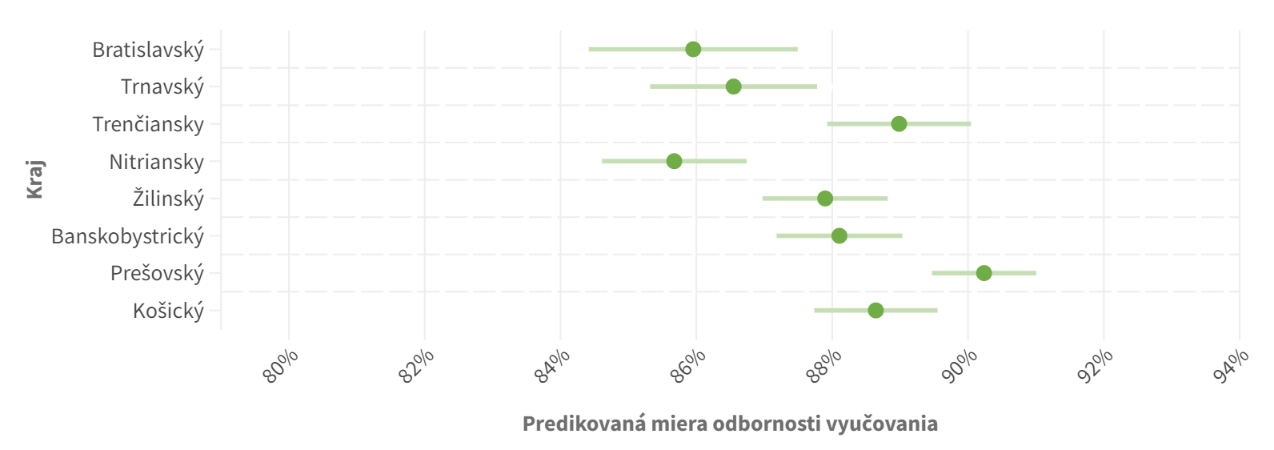 Bratislavský
Trnavský
Trenčiansky
Nitriansky
Žilinský
Banskobystrický
Prešovský
Košický
Kraj
80%
82%
84%
86%
88%
90%
92%
94%
Predikovaná miera odbornosti vyučovania